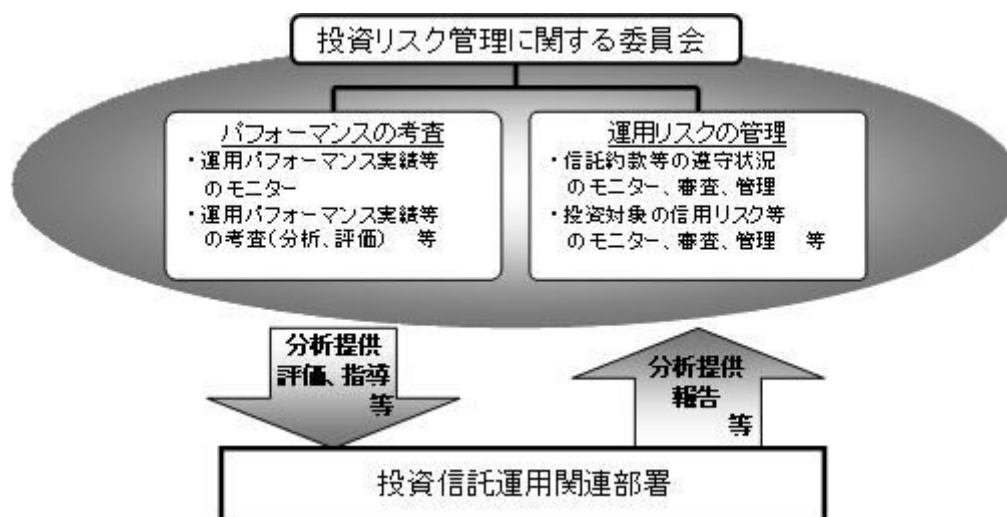 投資リスク管理に関する委員会
パフォーマンスの考査
・運用パフォーマンス実績等
のモニター
・運用パフォーマンス実績等
の考査(分析、評価) 等
運用リスクの管理
・信託約款等の遵守状況
のモニター、審査、管理
・投資対象の信用リスク等
のモニター、審査、管理 等
分析提供
評価、指導
等
分析提供
報告
等
投資信託運用関連部署